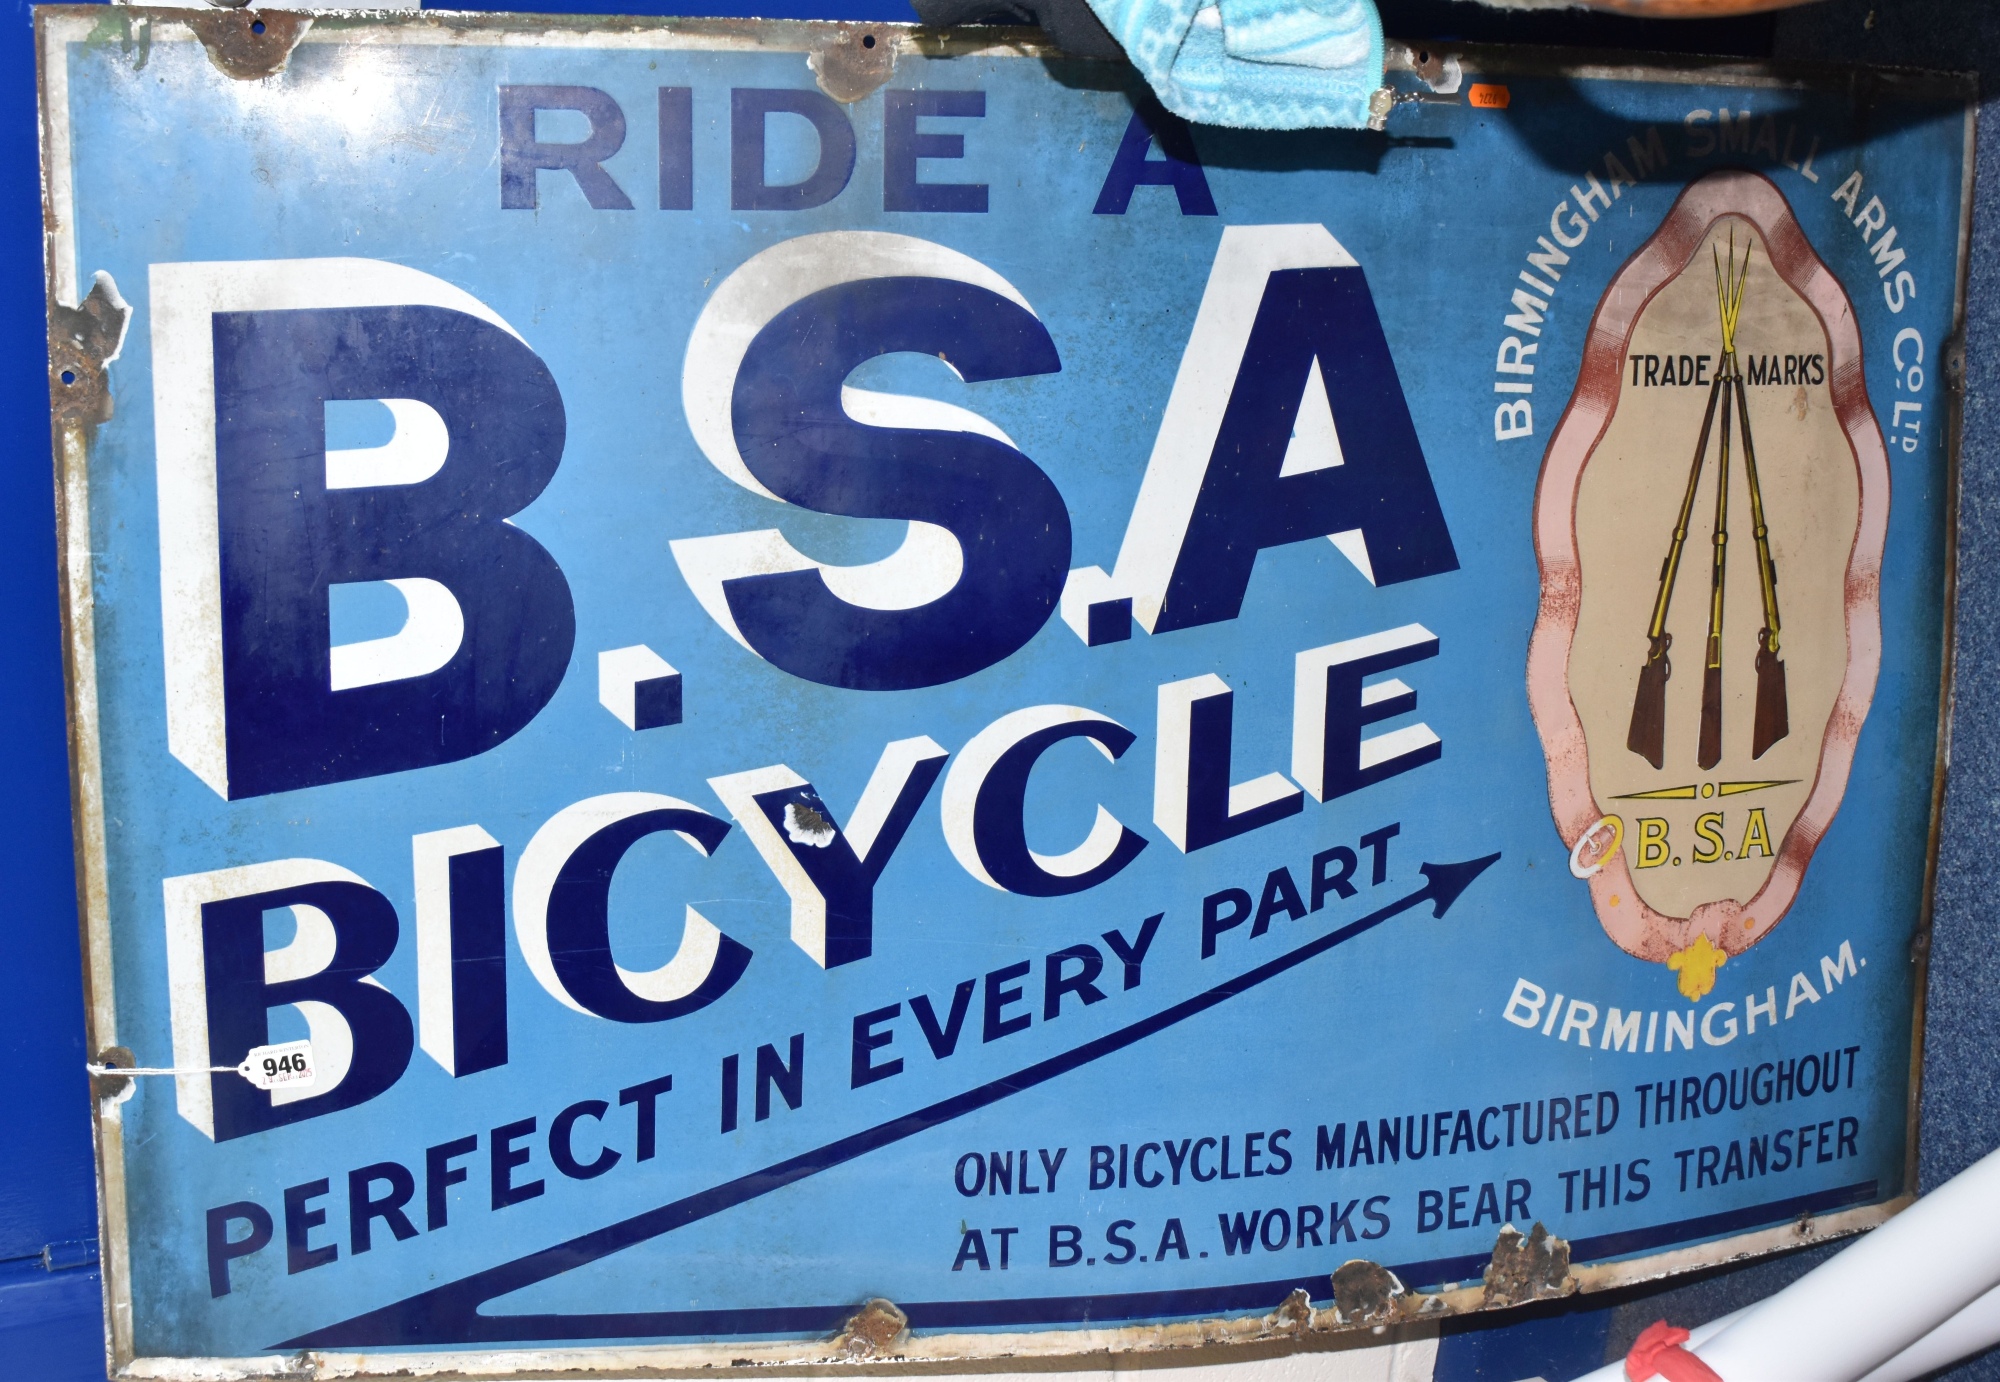 RIDE A
B.S.A
BICYCLE
PERFECT IN EVERY PART
BIRMINGHAM SMALL ARMS CO. LTD.
TRADE MARKS
B.S.A
BIRMINGHAM.
ONLY BICYCLES MANUFACTURED THROUGHOUT
AT B.S.A. WORKS BEAR THIS TRANSFER
946